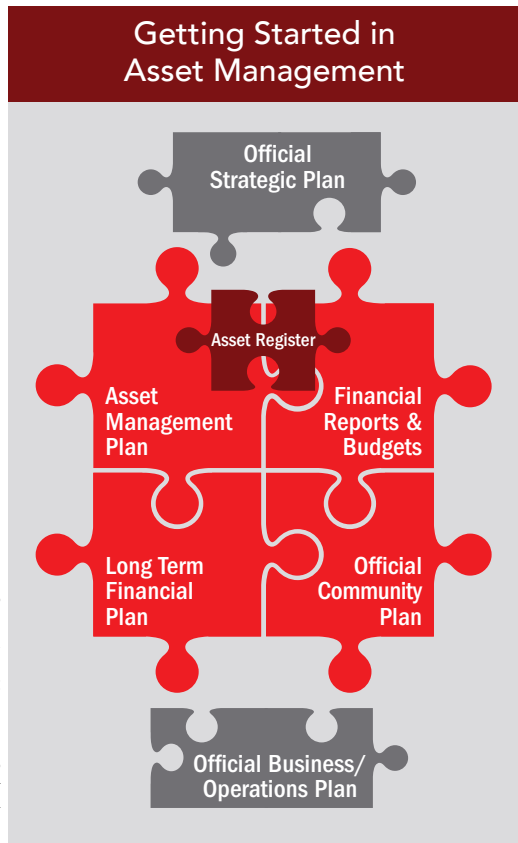 Getting Started in
Asset Management
Official
Strategic Plan
Asset Register
Asset
Management
Plan
Financial
Reports &
Budgets
Long Term
Financial
Plan
Official
Community
Plan
Official Business/
Operations Plan